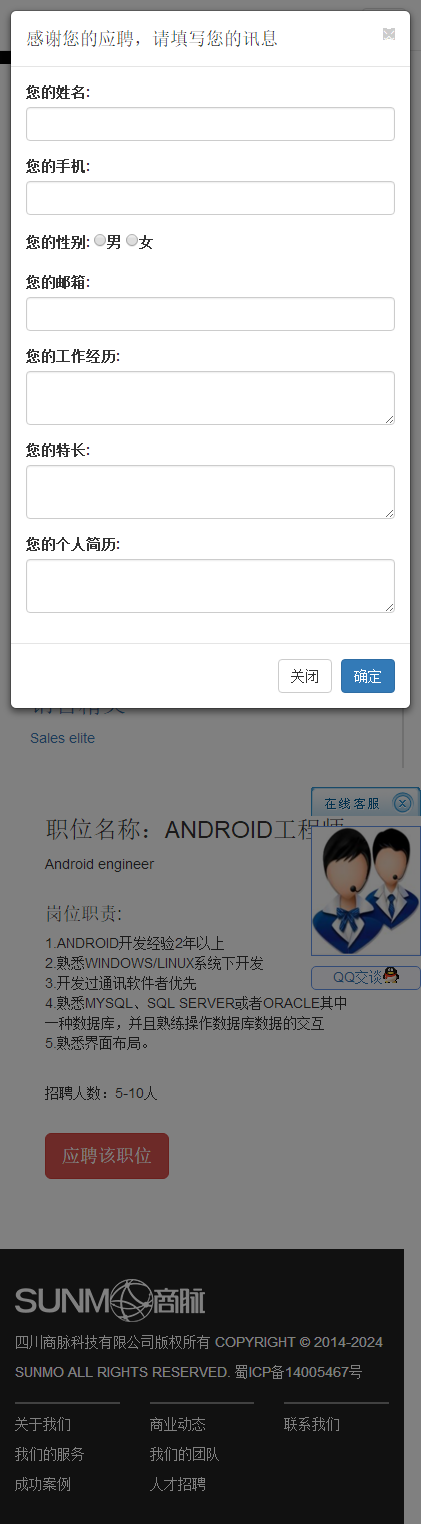 感谢您的应聘，请填写您的讯息
您的姓名:
您的手机:
您的性别: 男 女
您的邮箱:
您的工作经历:
您的特长:
您的个人简历:
关闭 确定
销售精英
Sales elite
在线客服
职位名称：ANDROID工程师
Android engineer
QQ交谈
岗位职责:
1.ANDROID开发经验2年以上
2.熟悉WINDOWS/LINUX系统下开发
3.开发过通讯软件者优先
4.熟悉MYSQL、SQL SERVER或者ORACLE其中
一种数据库，并且熟练操作数据库数据的交互
5.熟悉界面布局。
招聘人数：5-10人
应聘该职位
SUNMO商脉
四川商脉科技有限公司版权所有 COPYRIGHT © 2014-2024
SUNMO ALL RIGHTS RESERVED. 蜀ICP备14005467号
关于我们 商业动态 联系我们
我们的服务 我们的团队
成功案例 人才招聘